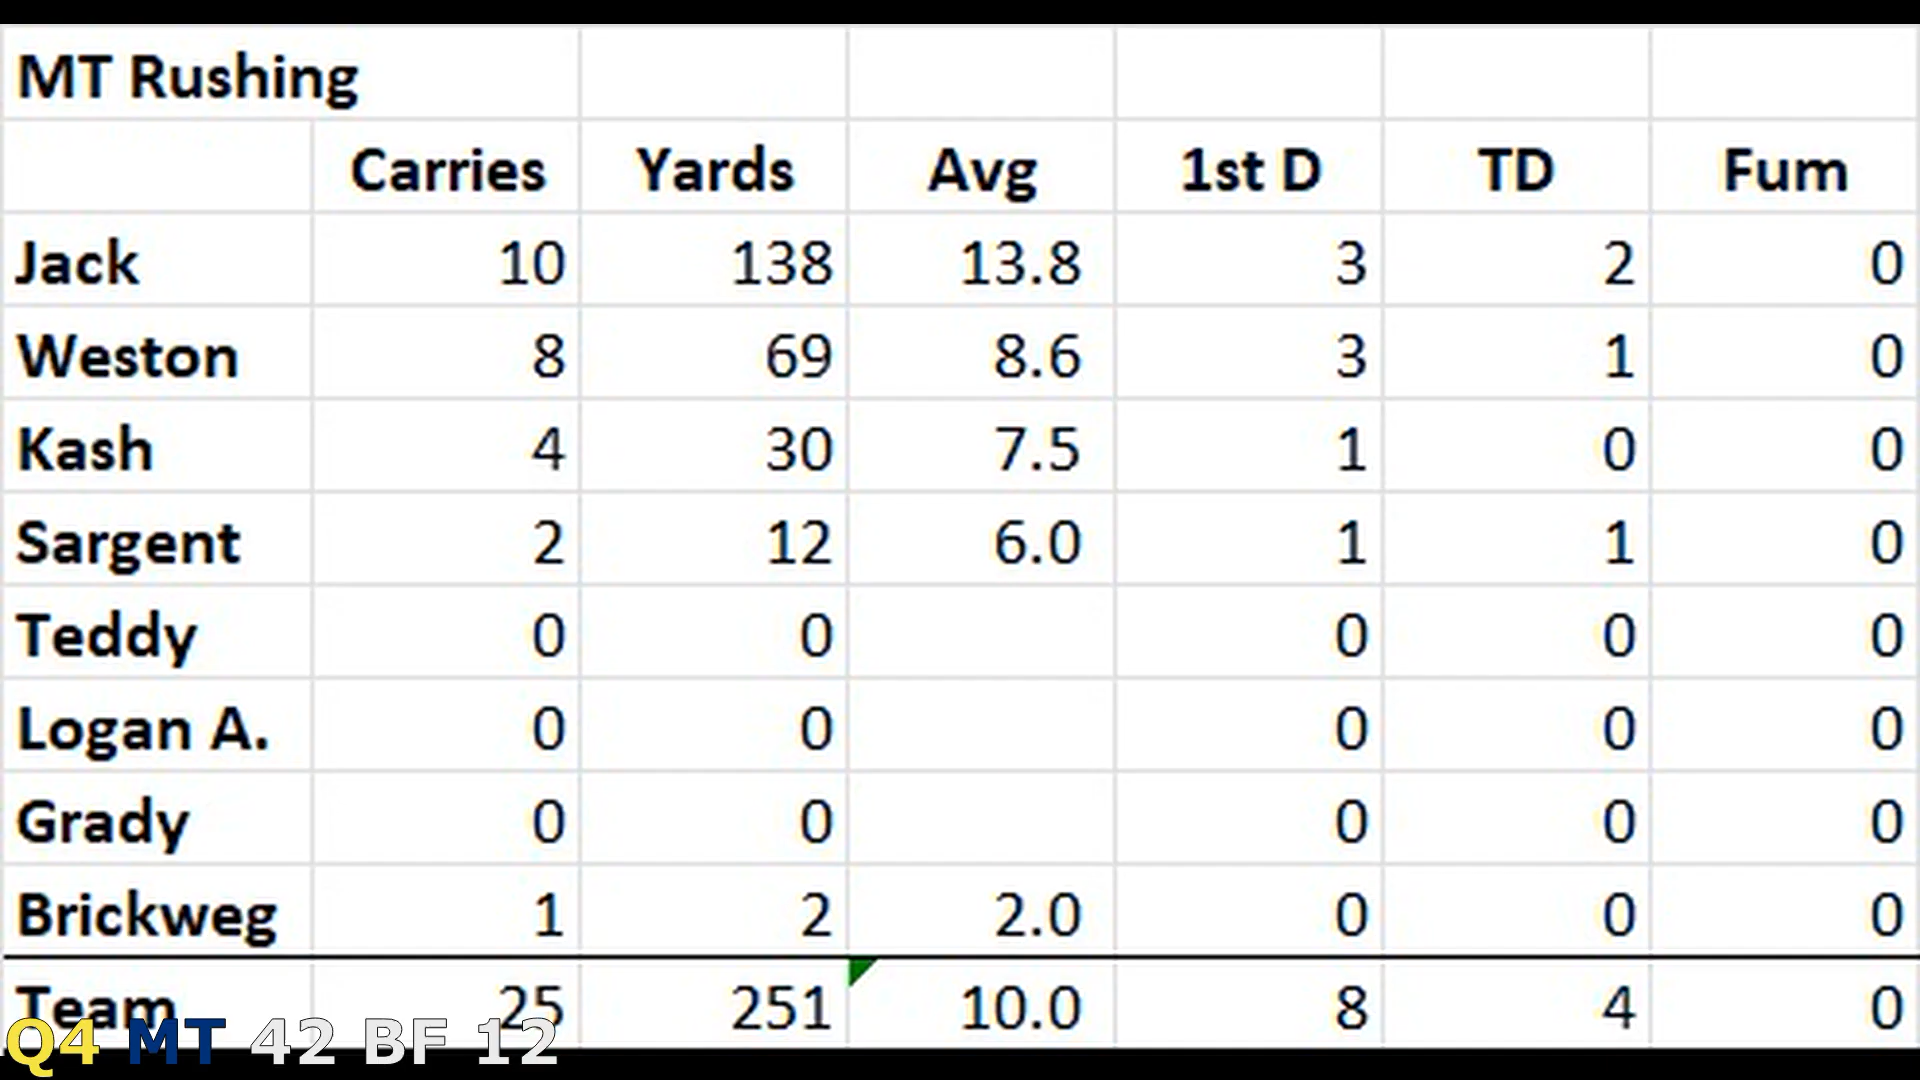 MT Rushing
Carries Yards Avg 1st D TD Fum
Jack 10 138 13.8 3 2 0
Weston 8 69 8.6 3 1 0
Kash 4 30 7.5 1 0 0
Sargent 2 12 6.0 1 1 0
Teddy 0 0 0 0 0
Logan A. 0 0 0 0 0
Grady 0 0 0 0 0
Brickweg 1 2 2.0 0 0 0
Team 25 251 10.0 8 4 0
Q4 MT 42 BF 12